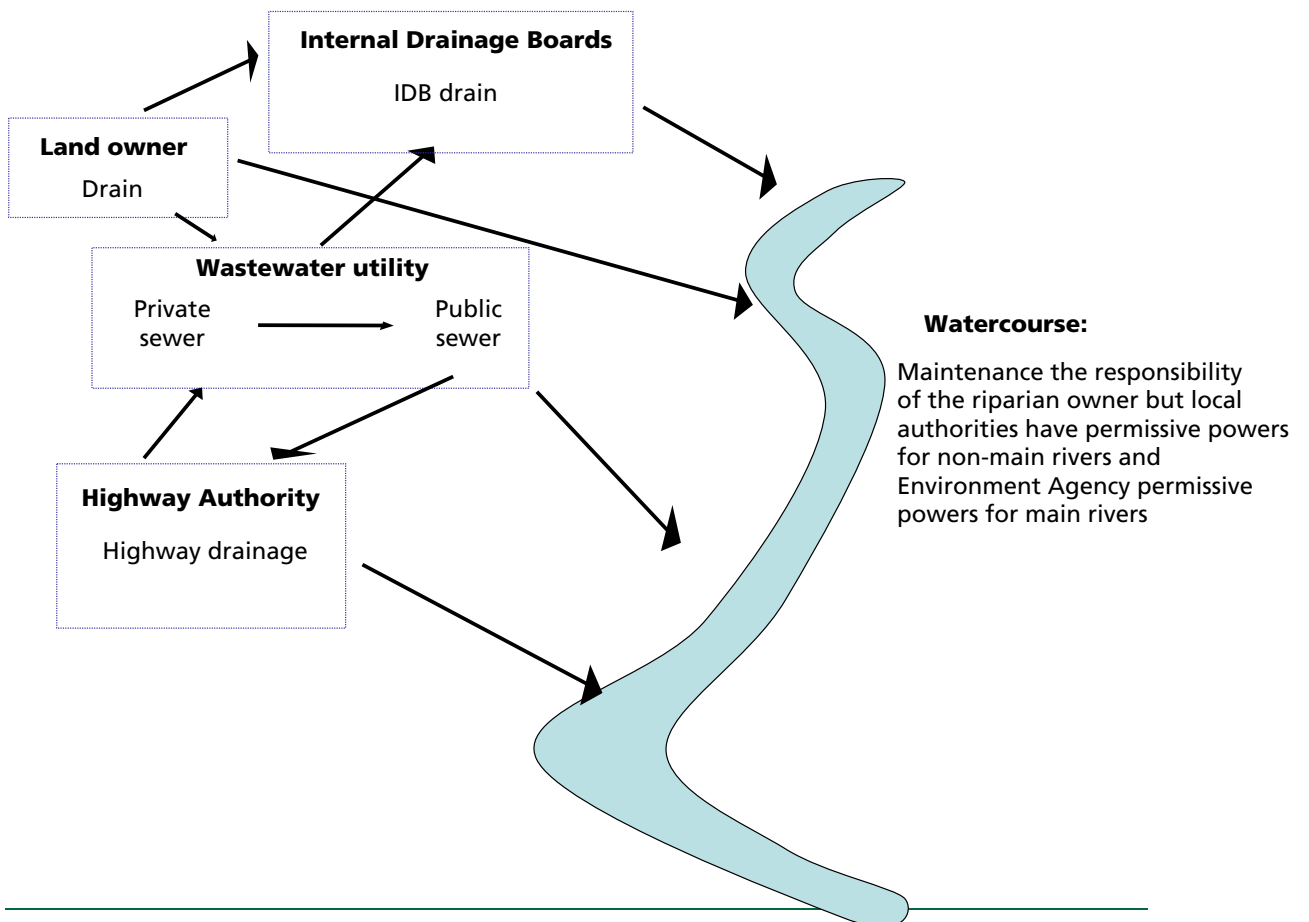 Internal Drainage Boards
IDB drain
Land owner
Drain
Wastewater utility
Private
sewer
Public
sewer
Highway Authority
Highway drainage
Watercourse:
Maintenance the responsibility
of the riparian owner but local
authorities have permissive powers
for non-main rivers and
Environment Agency permissive
powers for main rivers